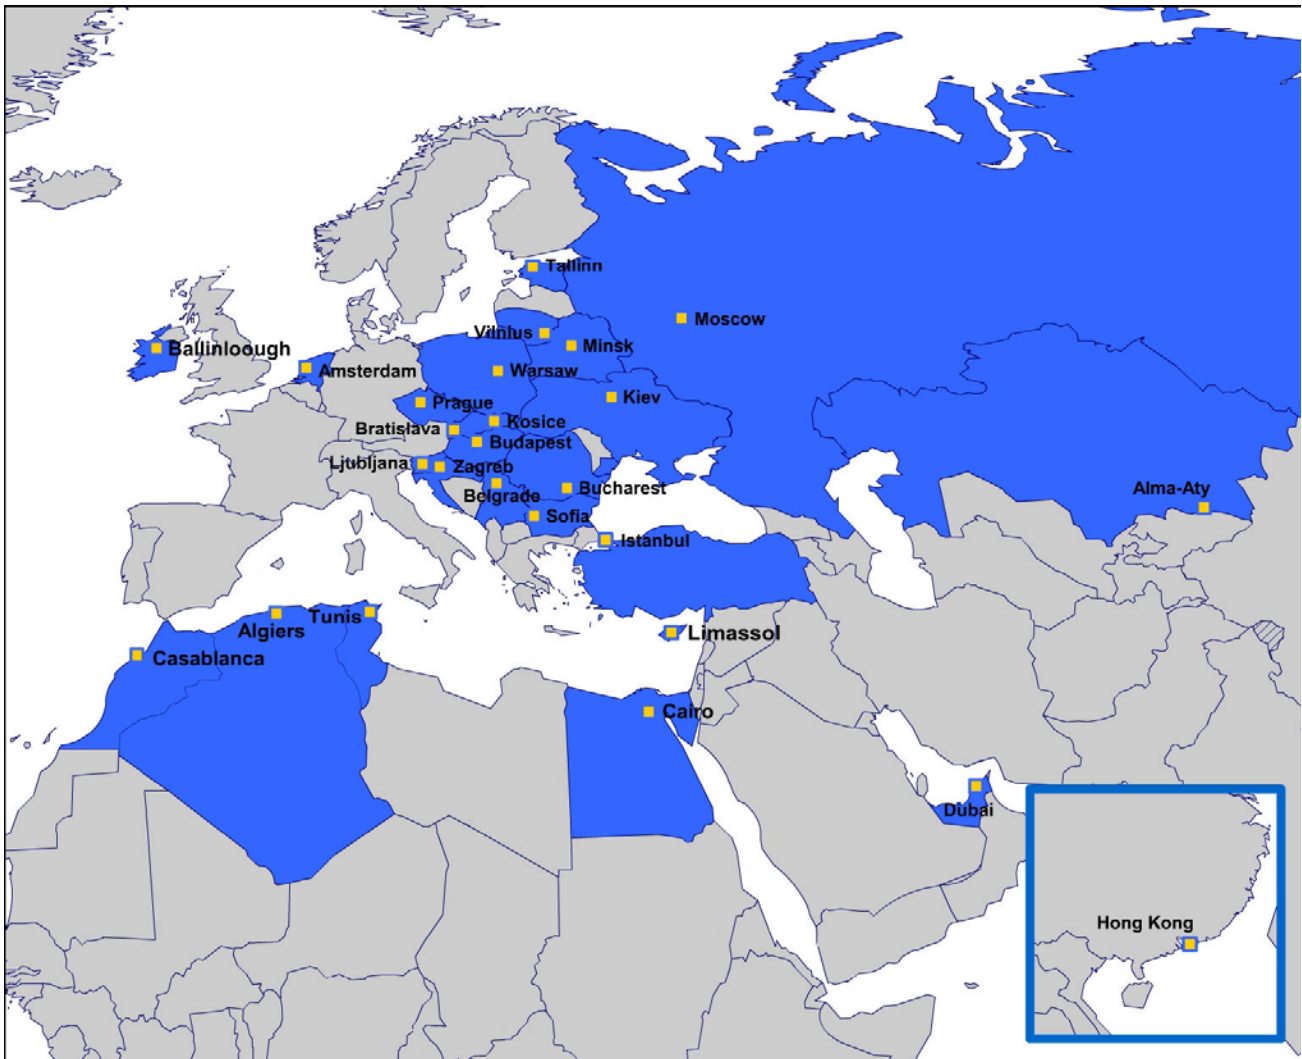 Tallinn
Moscow
Vilnius
Minsk
Ballinloough
Amsterdam
Warsaw
Kiev
Prague
Kosice
Bratislava
Budapest
Ljubljana
Zagreb
Belgrade
Bucharest
Alma-Aty
Sofia
Istanbul
Tunis
Algiers
Limassol
Casablanca
Cairo
Dubai
Hong Kong